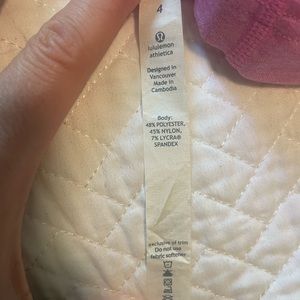 4
lululemon
athletica
Designed in
Vancouver
Made in
Cambodia
Body:
48% POLYESTER,
45% NYLON,
7% LYCRA®
SPANDEX
exclusive of trim
Do not use
fabric softener